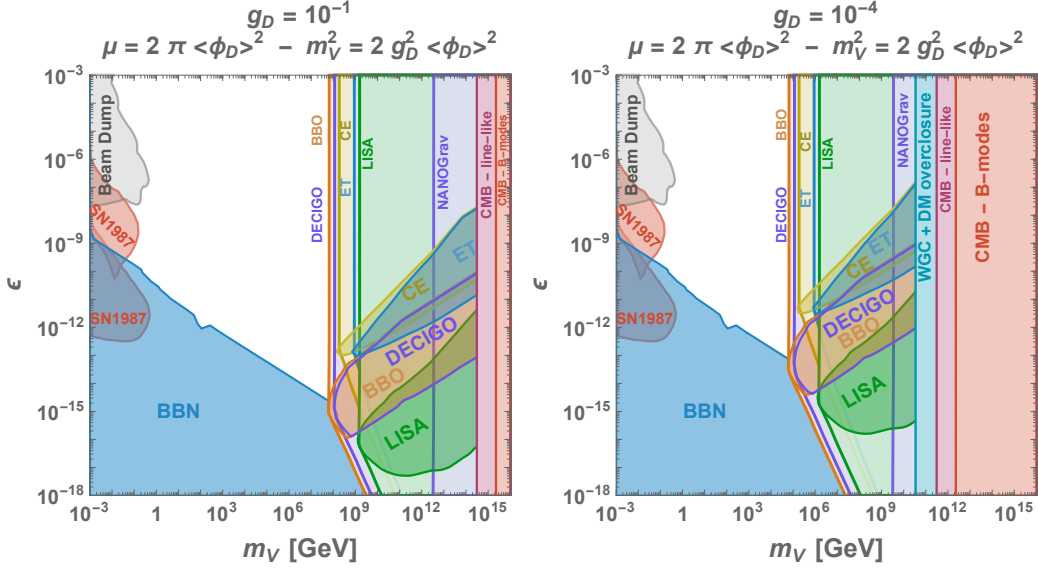 g_D = 10^-1
μ = 2 π <ϕ_D>^2 − m_V^2 = 2 g_D^2 <ϕ_D>^2
10^-3
10^-6
10^-9
10^-12
10^-15
10^-18
ϵ
Beam Dump
SN1987
SN1987
BBN
BBO
DECIGO
CE
ET
LISA
NANOGrav
CMB − line−like
CMB − B−modes
ET
CE
DECIGO
BBO
LISA
10^-3
1
10^3
10^6
10^9
10^12
10^15
m_V [GeV]
g_D = 10^-4
μ = 2 π <ϕ_D>^2 − m_V^2 = 2 g_D^2 <ϕ_D>^2
10^-3
10^-6
10^-9
10^-12
10^-15
10^-18
ϵ
Beam Dump
SN1987
SN1987
BBN
BBO
DECIGO
CE
ET
LISA
NANOGrav
WGC + DM overclosure
CMB − line−like
CMB − B−modes
ET
CE
DECIGO
BBO
LISA
10^-3
1
10^3
10^6
10^9
10^12
10^15
m_V [GeV]